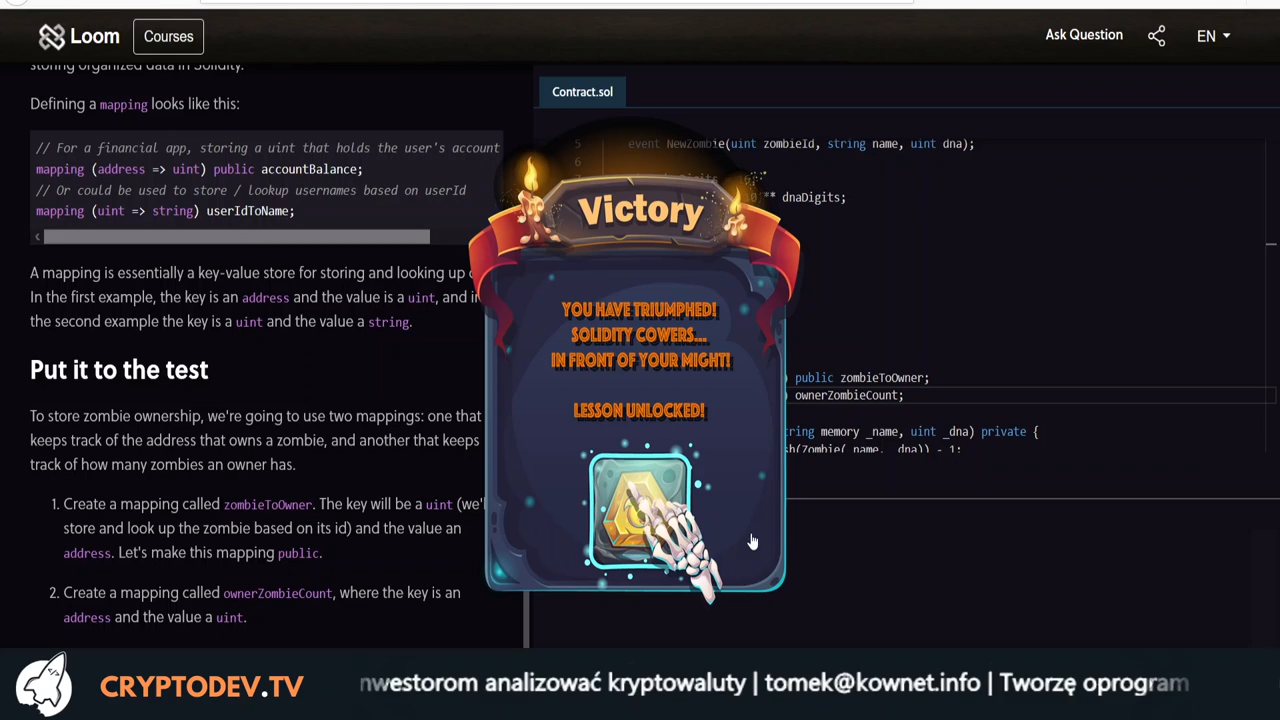 Loom
Courses
Ask Question
EN
storing organized data in Solidity.
Defining a mapping looks like this:
// For a financial app, storing a uint that holds the user's account
mapping (address => uint) public accountBalance;
// Or could be used to store / lookup usernames based on userId
mapping (uint => string) userIdToName;
A mapping is essentially a key-value store for storing and looking up
In the first example, the key is an address and the value is a uint, and
the second example the key is a uint and the value a string.
Put it to the test
To store zombie ownership, we're going to use two mappings: one that
keeps track of the address that owns a zombie, and another that keeps
track of how many zombies an owner has.
1. Create a mapping called zombieToOwner. The key will be a uint (we'l
store and look up the zombie based on its id) and the value an
address. Let's make this mapping public.
2. Create a mapping called ownerZombieCount, where the key is an
address and the value a uint.
Contract.sol
5 event NewZombie(uint zombieId, string name, uint dna);
6
** dnaDigits;
) public zombieToOwner;
) ownerZombieCount;
tring memory _name, uint _dna) private {
sh(Zombie(_name, _dna)) - 1;
Victory
YOU HAVE TRIUMPHED!
SOLIDITY COWERS...
IN FRONT OF YOUR MIGHT!
LESSON UNLOCKED!
CRYPTODEV.TV
nwestorom analizować kryptowaluty | tomek@kownet.info | Tworzę oprogram